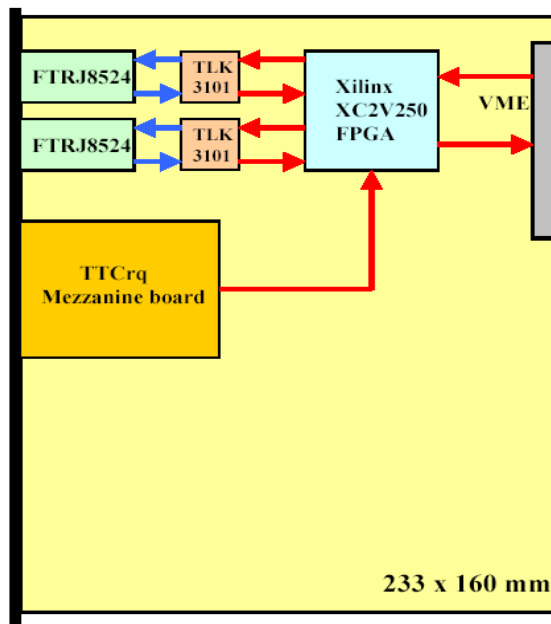 FTRJ8524
TLK
3101
Xilinx
XC2V250
FPGA
VME
FTRJ8524
TLK
3101
TTCrq
Mezzanine board
233 x 160 mm